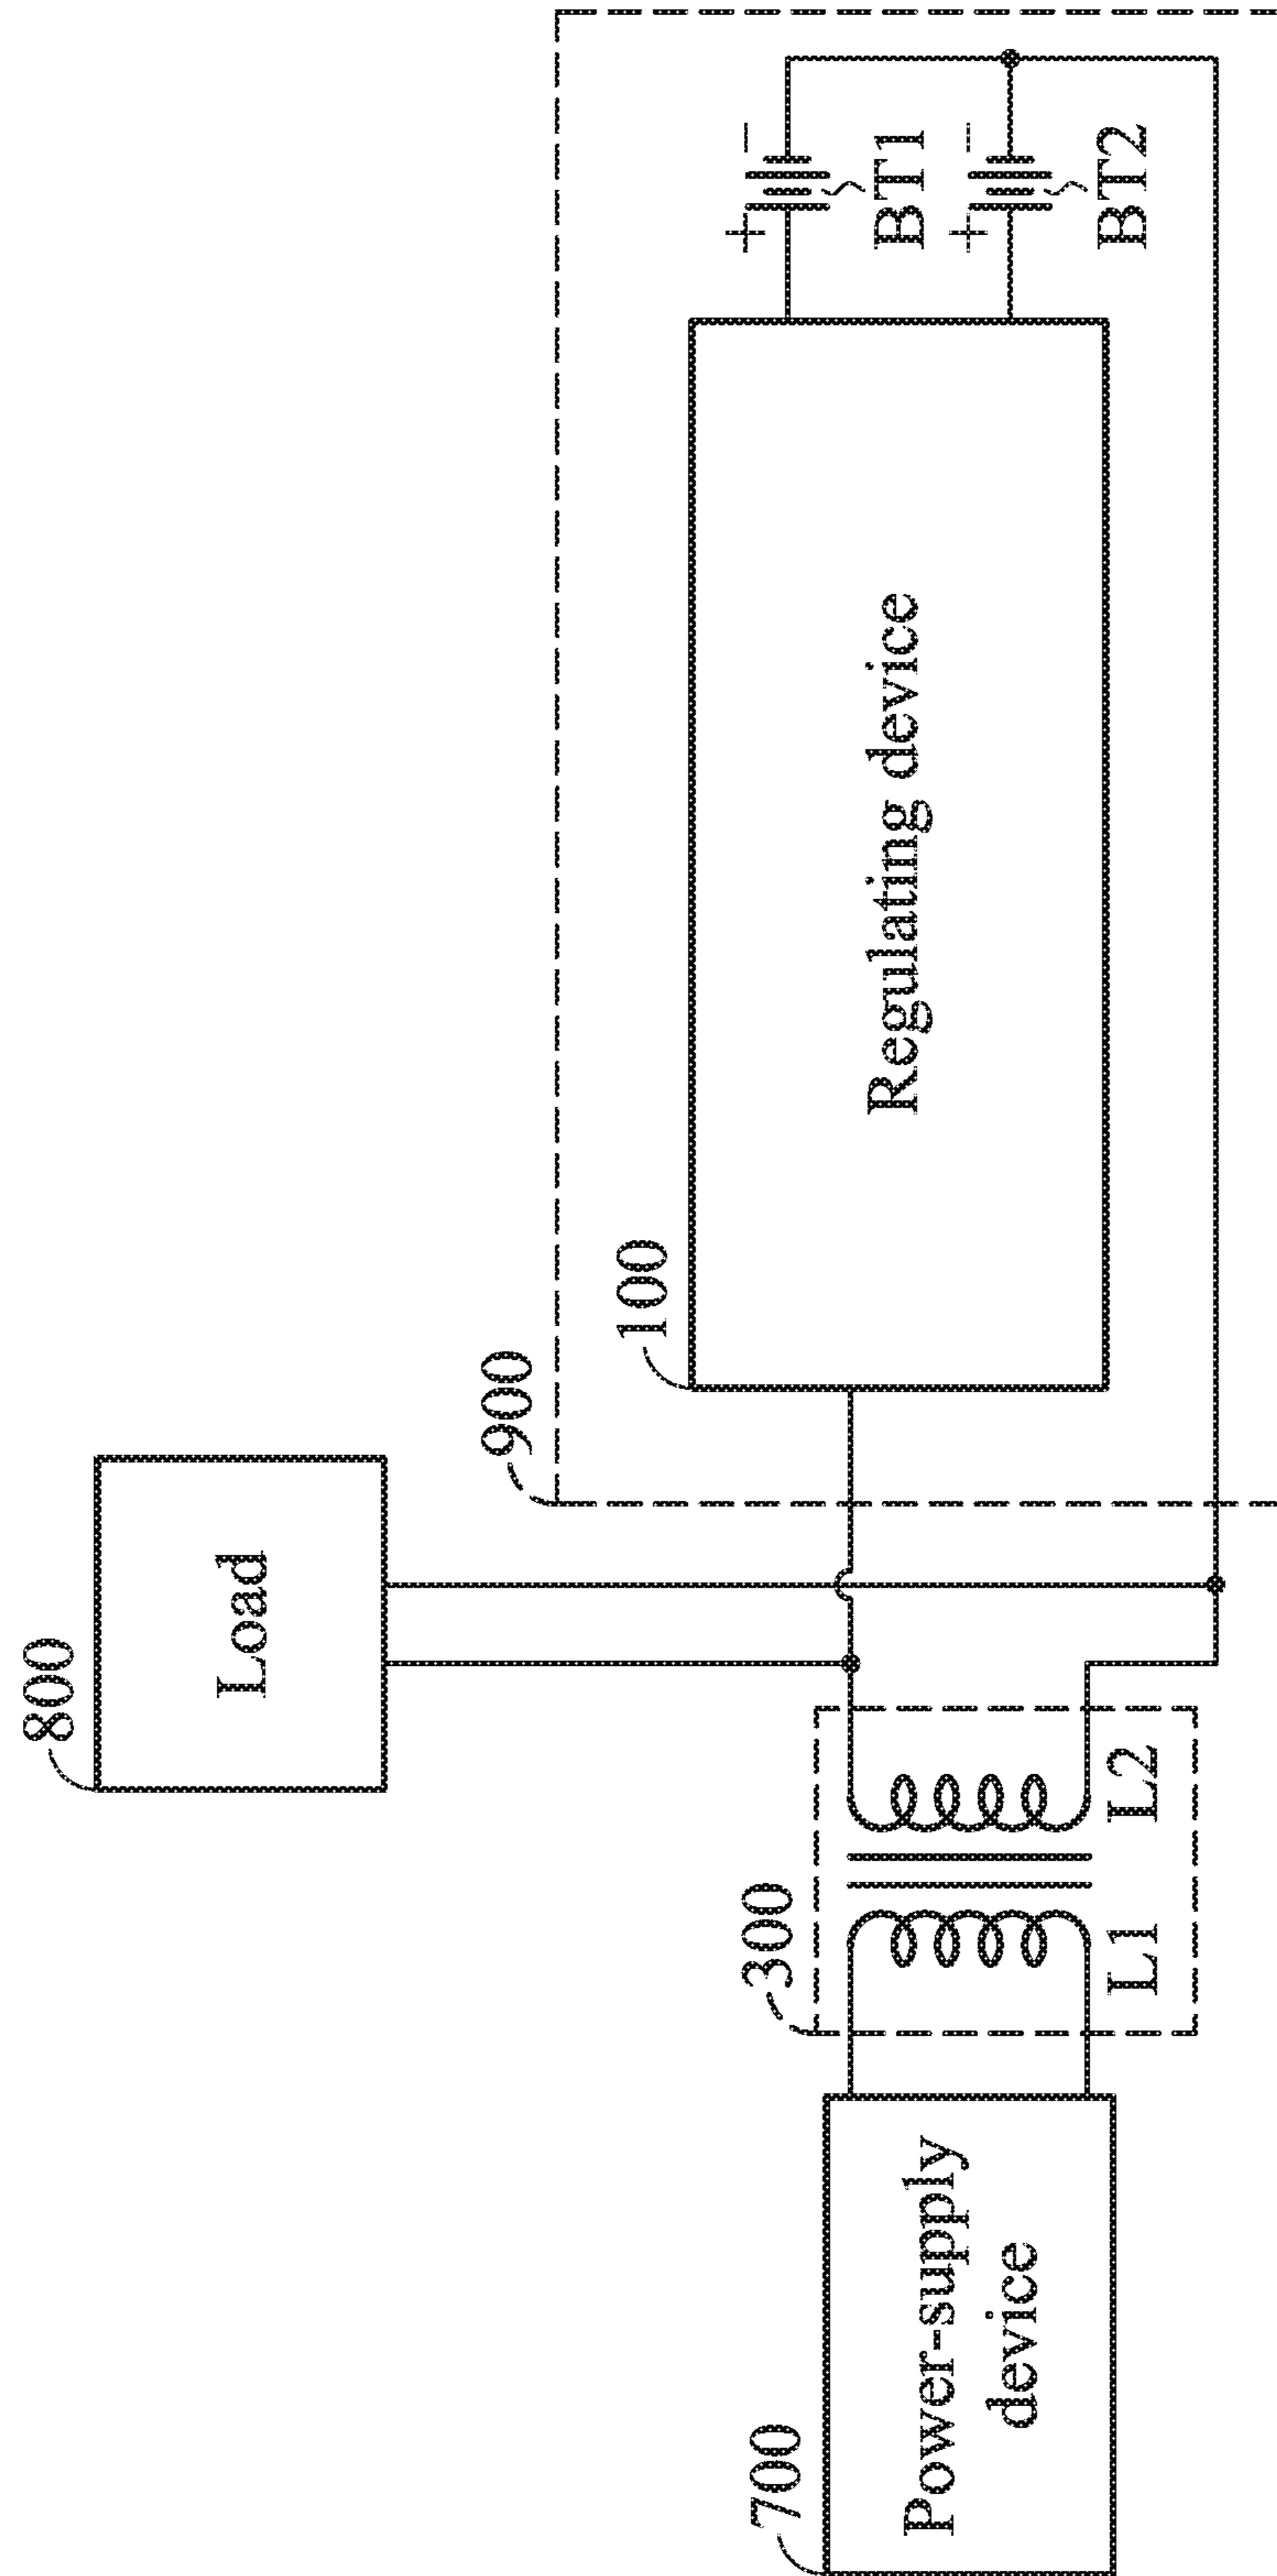 800
Load
900
100
Regulating device
+
−
BT1
+
−
BT2
300
L1
L2
700
Power-supply
device